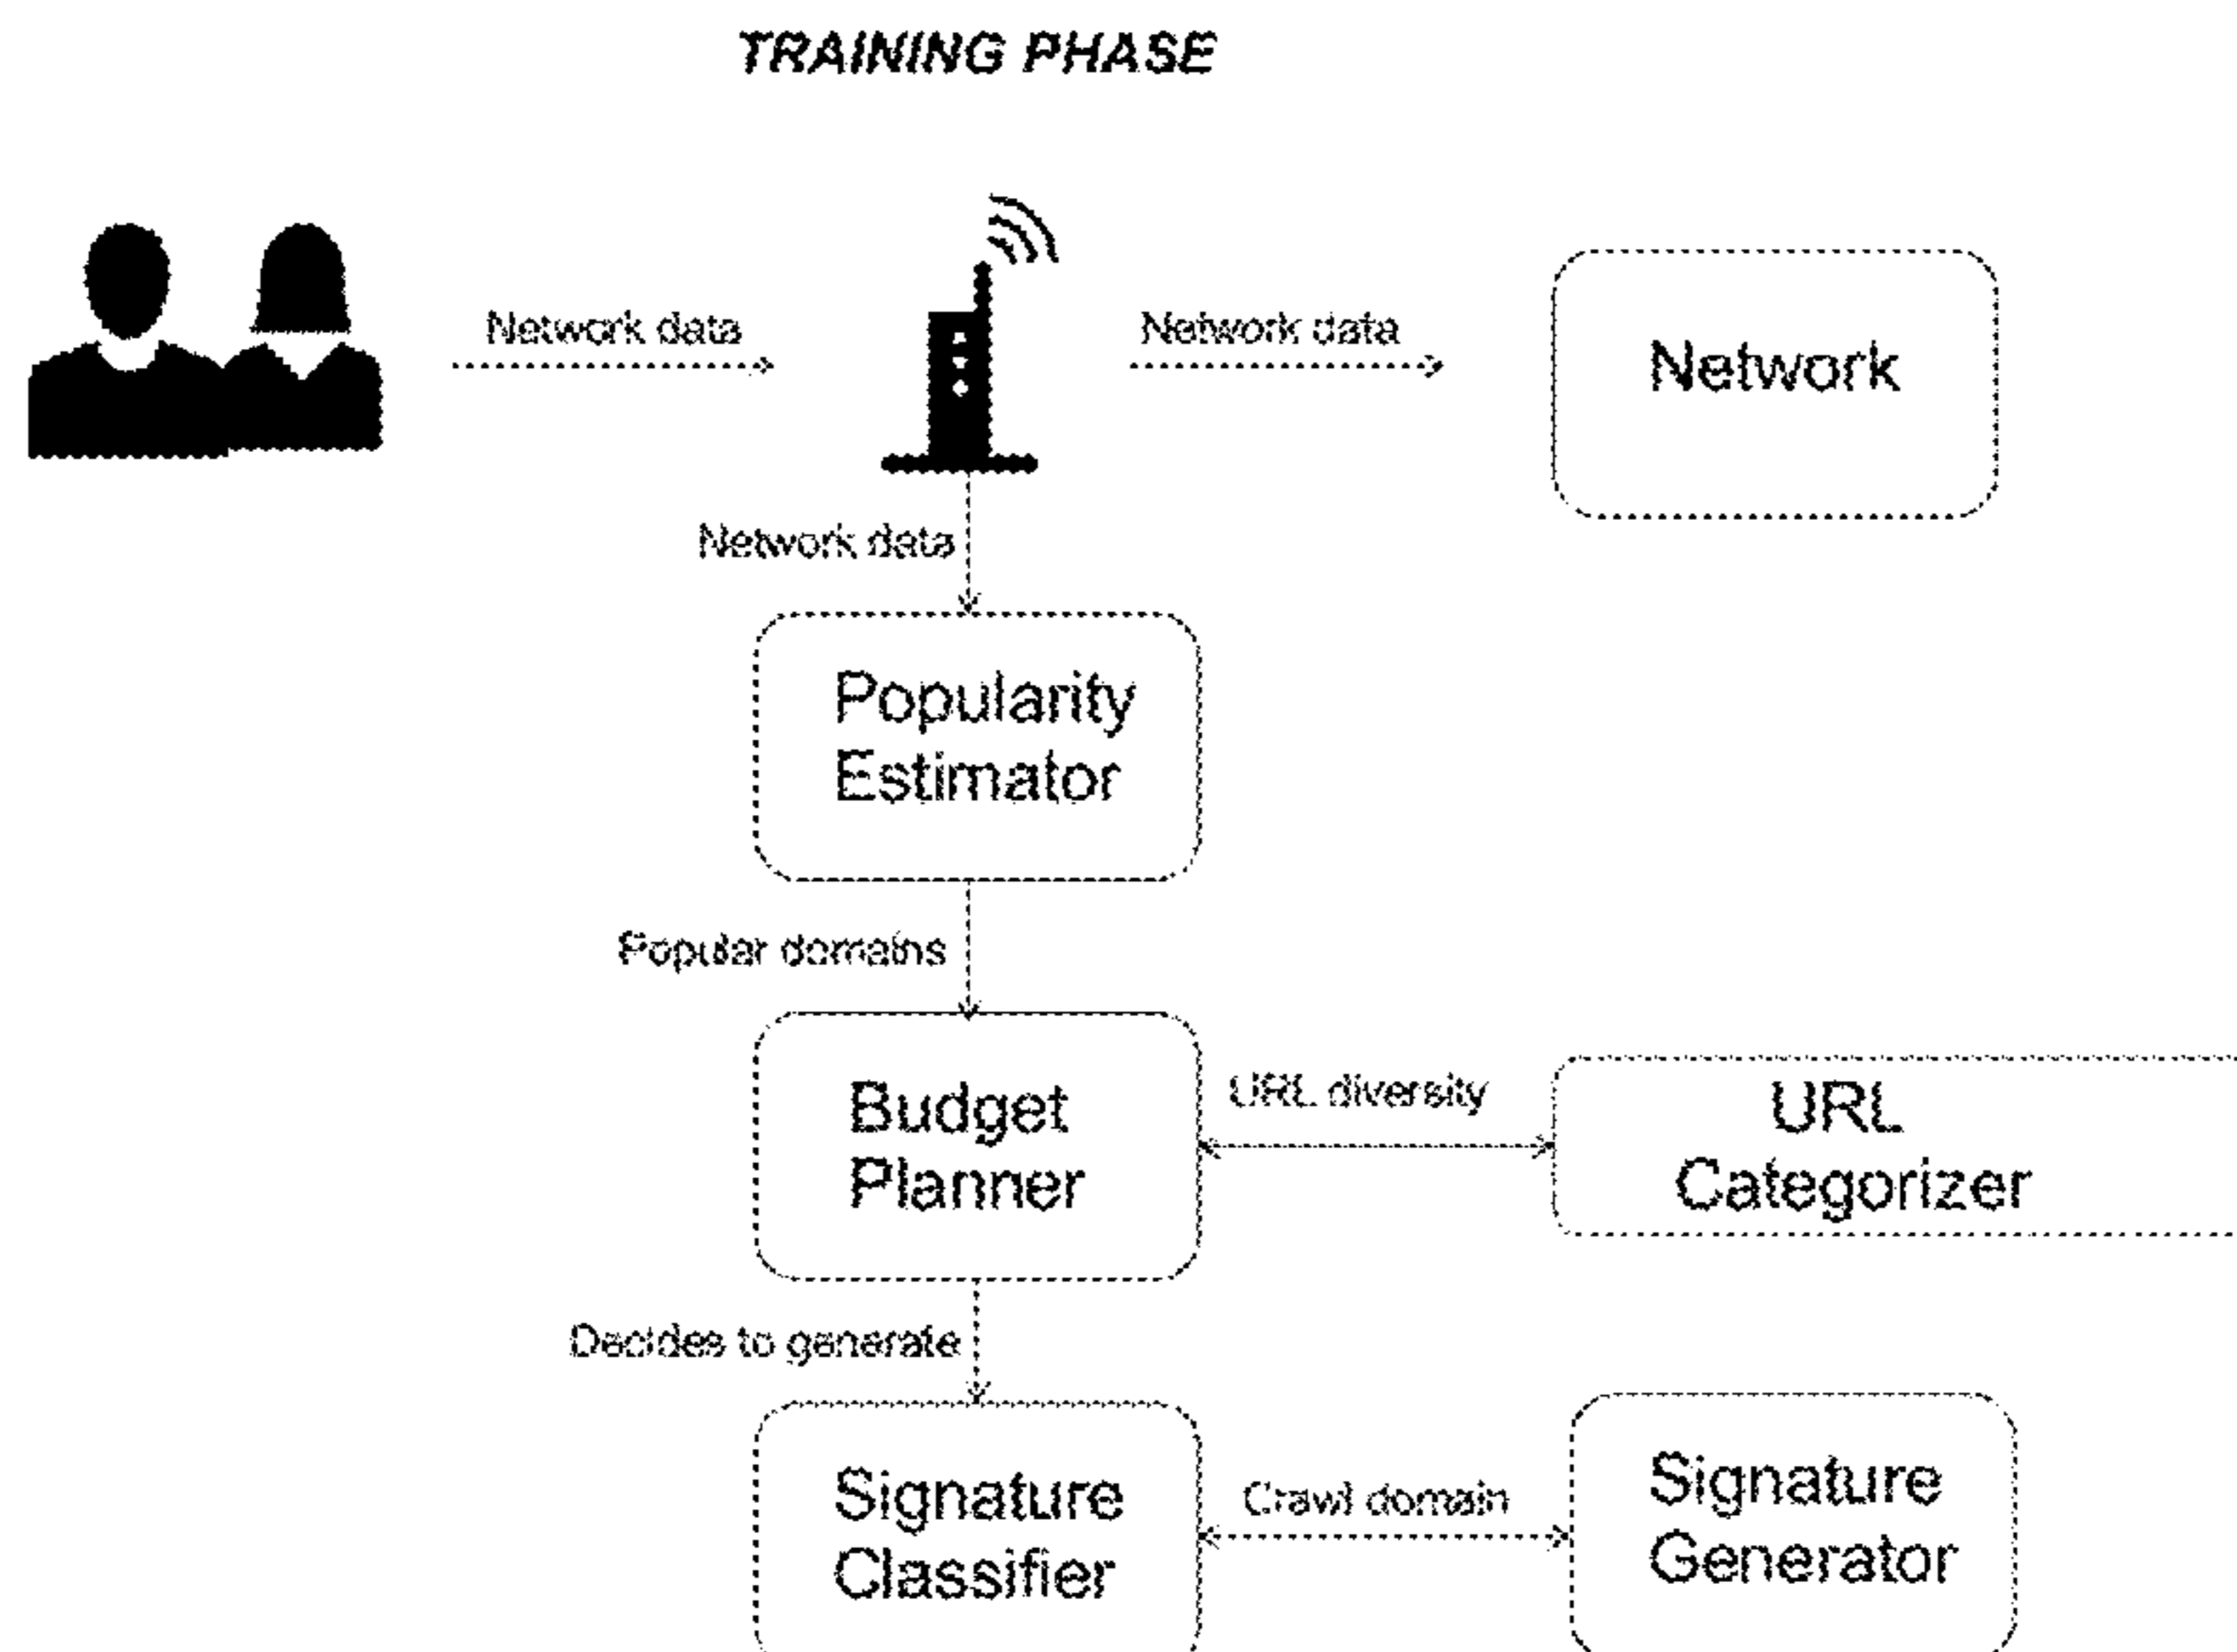 TRAINING PHASE
Network data
Network data
Network
Network data
Popularity
Estimator
Popular domains
Budget
Planner
URL diversity
URL
Categorizer
Decides to generate
Signature
Classifier
Crawl domain
Signature
Generator